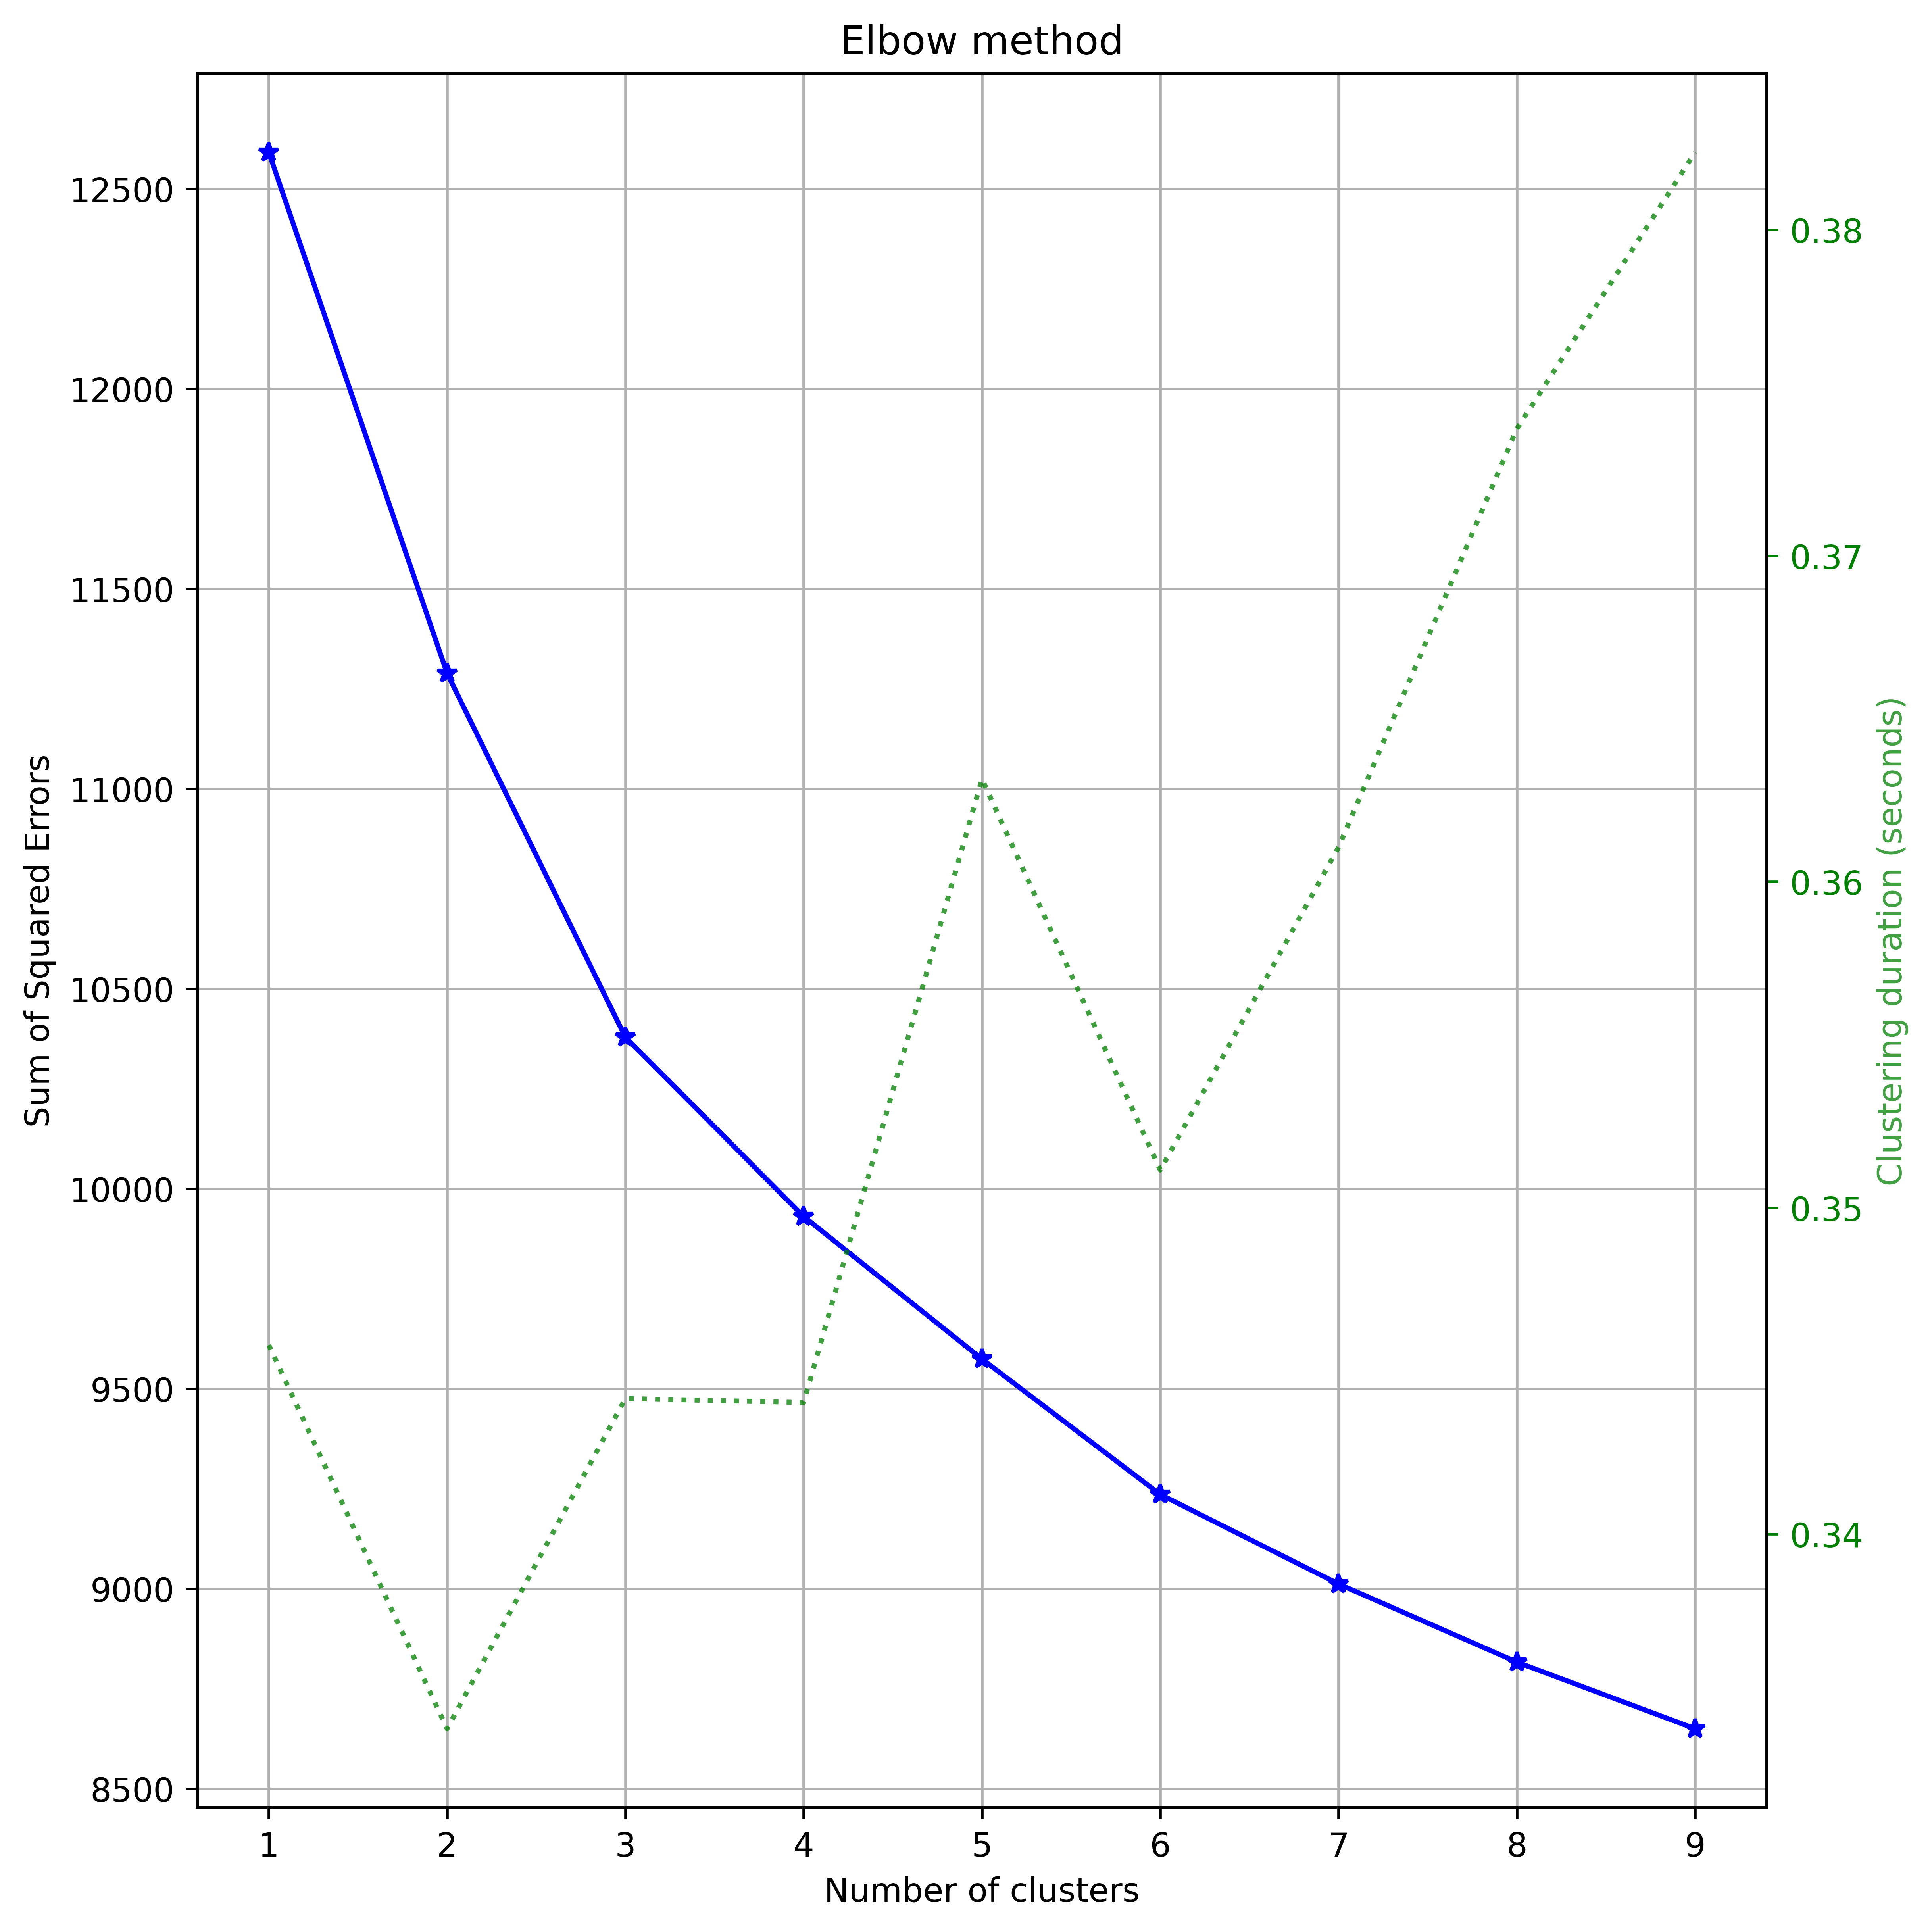 Elbow method
12500
12000
11500
11000
10500
10000
9500
9000
8500
Sum of Squared Errors
0.38
0.37
0.36
0.35
0.34
Clustering duration (seconds)
1 2 3 4 5 6 7 8 9
Number of clusters